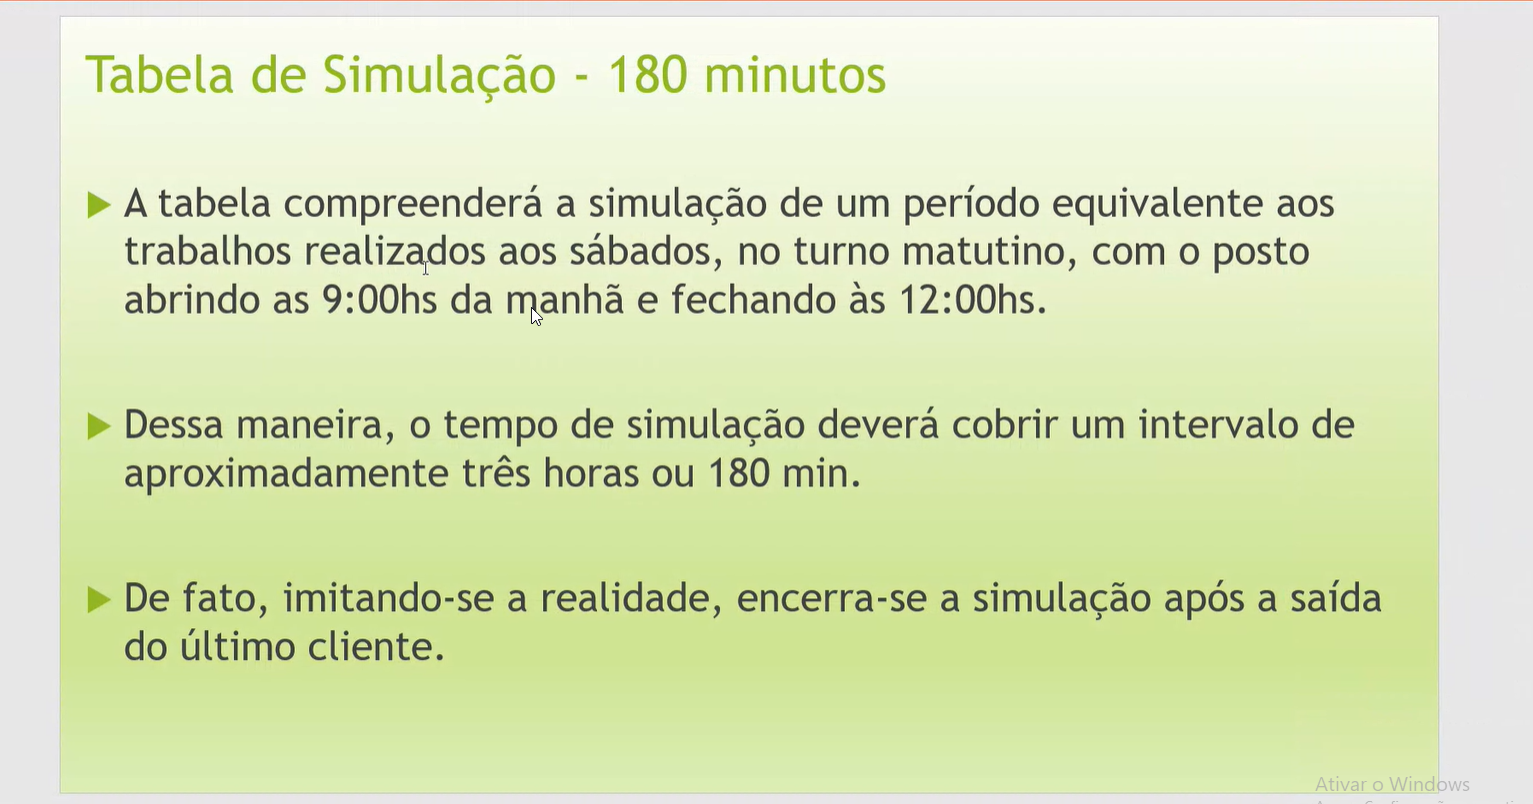 Tabela de Simulação - 180 minutos
A tabela compreenderá a simulação de um período equivalente aos
trabalhos realizados aos sábados, no turno matutino, com o posto
abrindo as 9:00hs da manhã e fechando às 12:00hs.
Dessa maneira, o tempo de simulação deverá cobrir um intervalo de
aproximadamente três horas ou 180 min.
De fato, imitando-se a realidade, encerra-se a simulação após a saída
do último cliente.
Ativar o Windows